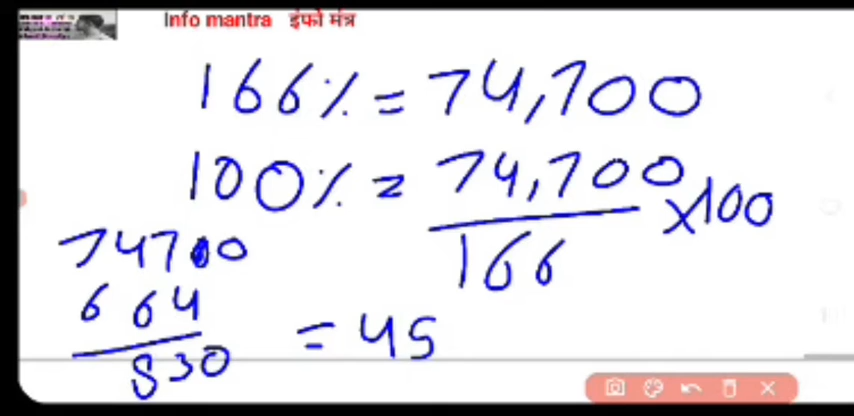 Info mantra इंफो मंत्र
166% = 74,700
100% = 74,700
166
×100
74700
664
830
= 45